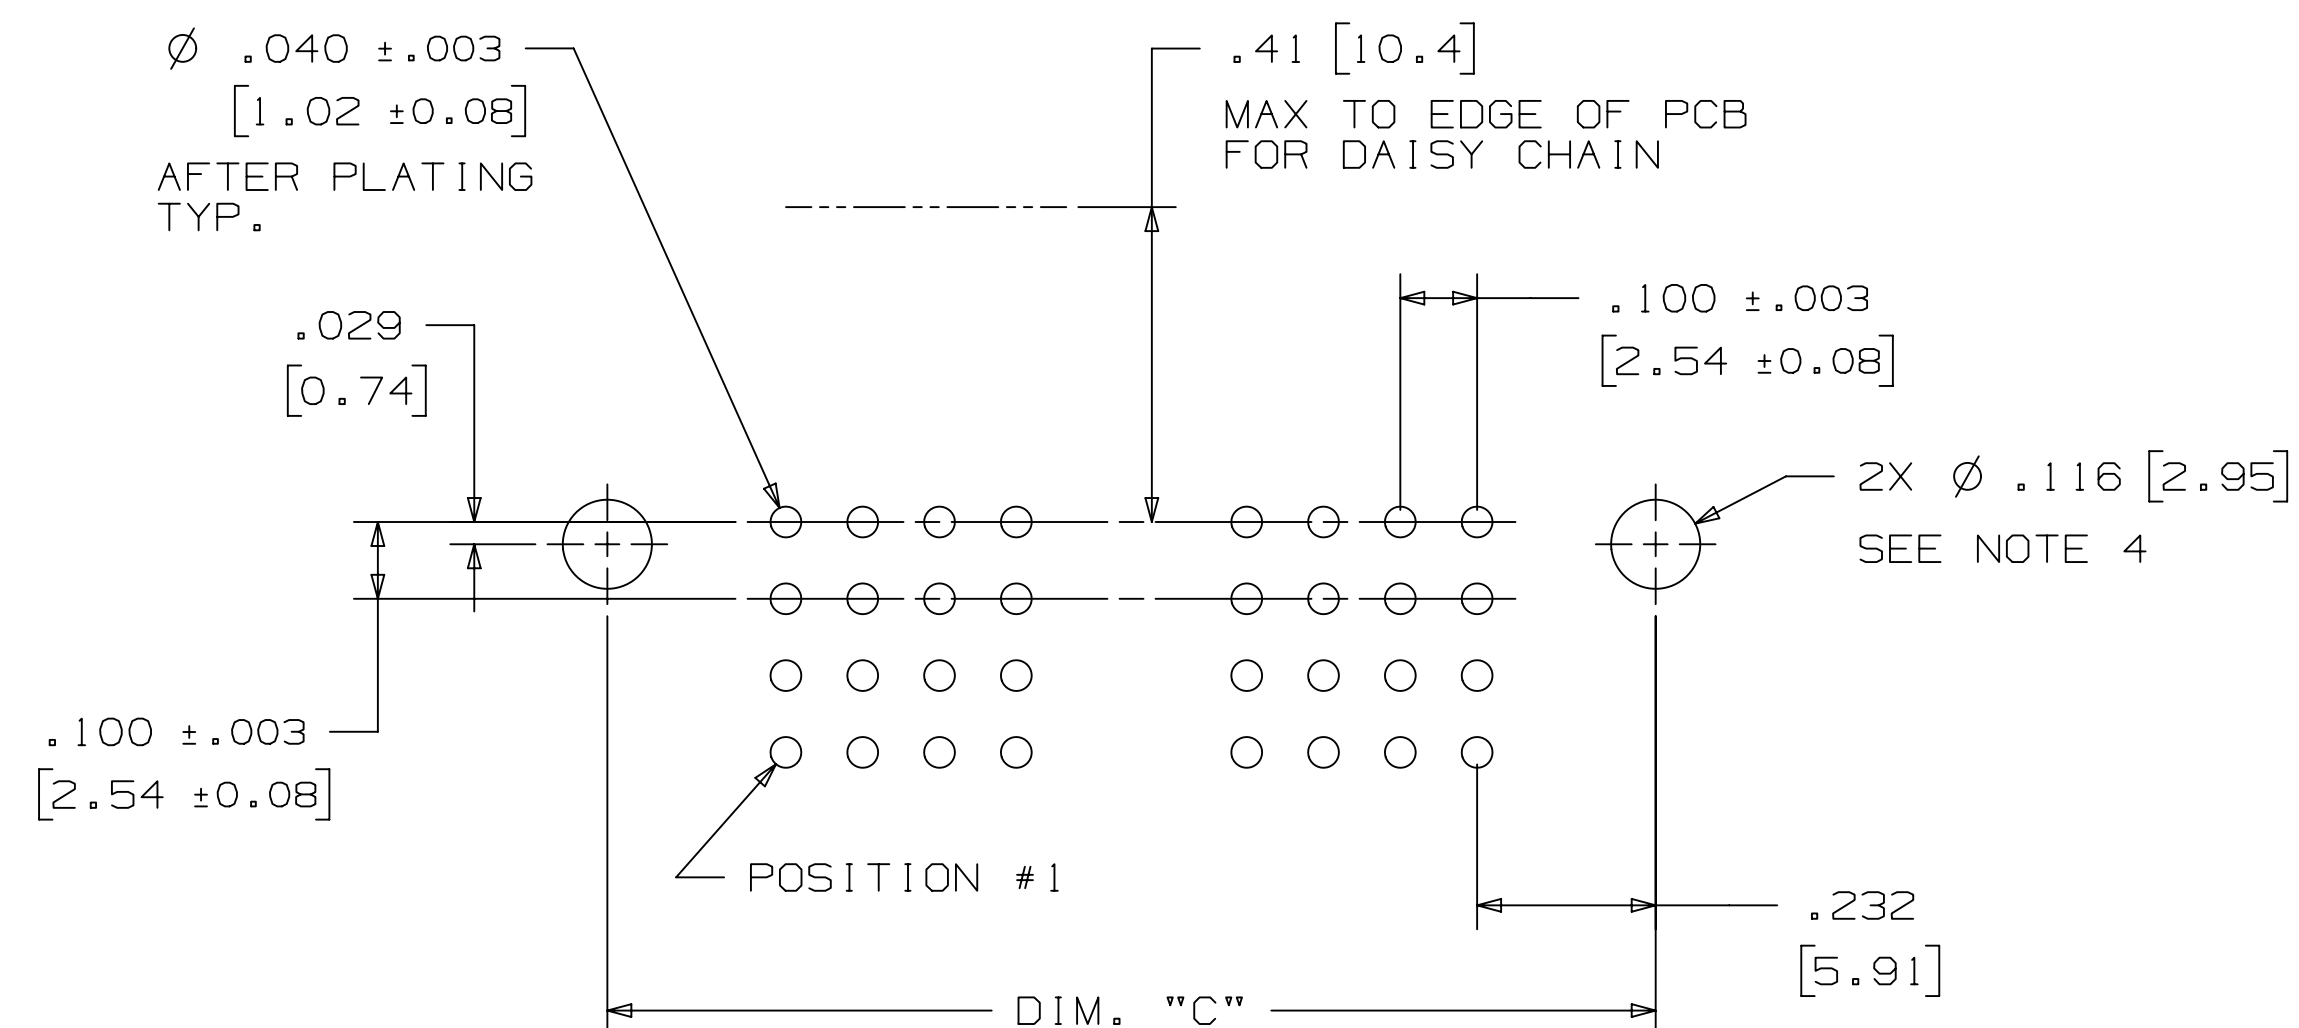 Ø .040 ±.003
[1.02 ±0.08]
AFTER PLATING
TYP.
.41 [10.4]
MAX TO EDGE OF PCB
FOR DAISY CHAIN
.100 ±.003
[2.54 ±0.08]
.029
[0.74]
2X Ø .116 [2.95]
SEE NOTE 4
.100 ±.003
[2.54 ±0.08]
POSITION #1
.232
[5.91]
DIM. "C"